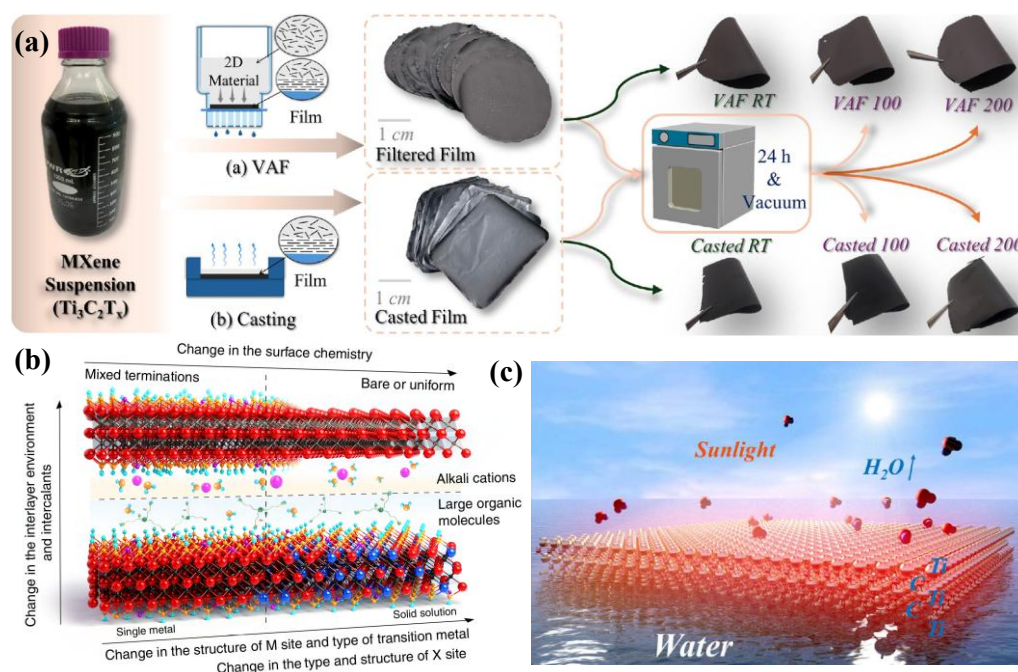 (a)
2D
Material
Film
(a) VAF
1 cm
Filtered Film
VAF RT
VAF 100
VAF 200
24 h
&
Vacuum
MXene
Suspension
(Ti₃C₂Tₓ)
Film
(b) Casting
1 cm
Casted Film
Casted RT
Casted 100
Casted 200
(b)
Change in the surface chemistry
Mixed terminations
Bare or uniform
Change in the interlayer environment
and intercalants
Alkali cations
Large organic
molecules
Single metal
Solid solution
Change in the structure of M site and type of transition metal
Change in the type and structure of X site
(c)
Sunlight
H₂O
Ti
C
Ti
C
Ti
Water